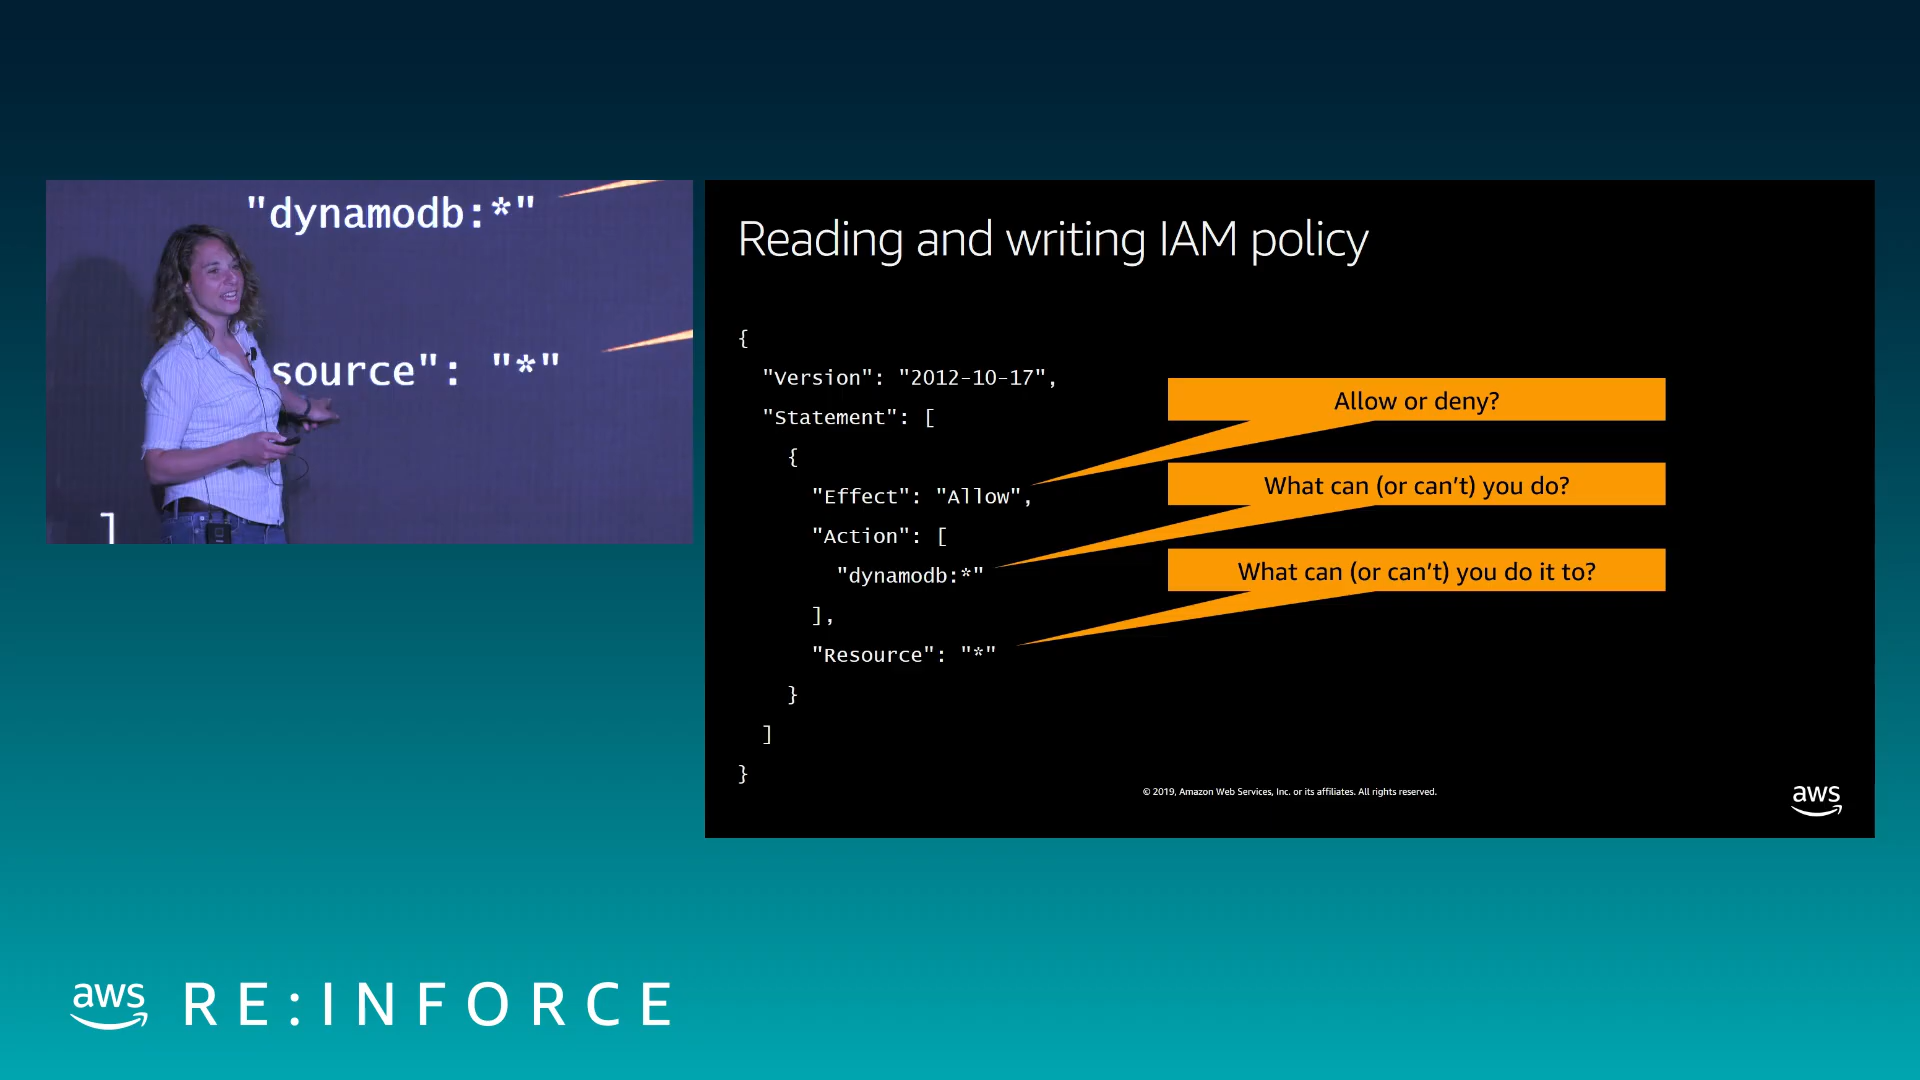 "dynamodb:*"
source": "*"
]
Reading and writing IAM policy
{
"Version": "2012-10-17",
"Statement": [
{
"Effect": "Allow",
"Action": [
"dynamodb:*"
],
"Resource": "*"
}
]
}
Allow or deny?
What can (or can't) you do?
What can (or can't) you do it to?
© 2019, Amazon Web Services, Inc. or its affiliates. All rights reserved.
aws
aws RE:INFORCE